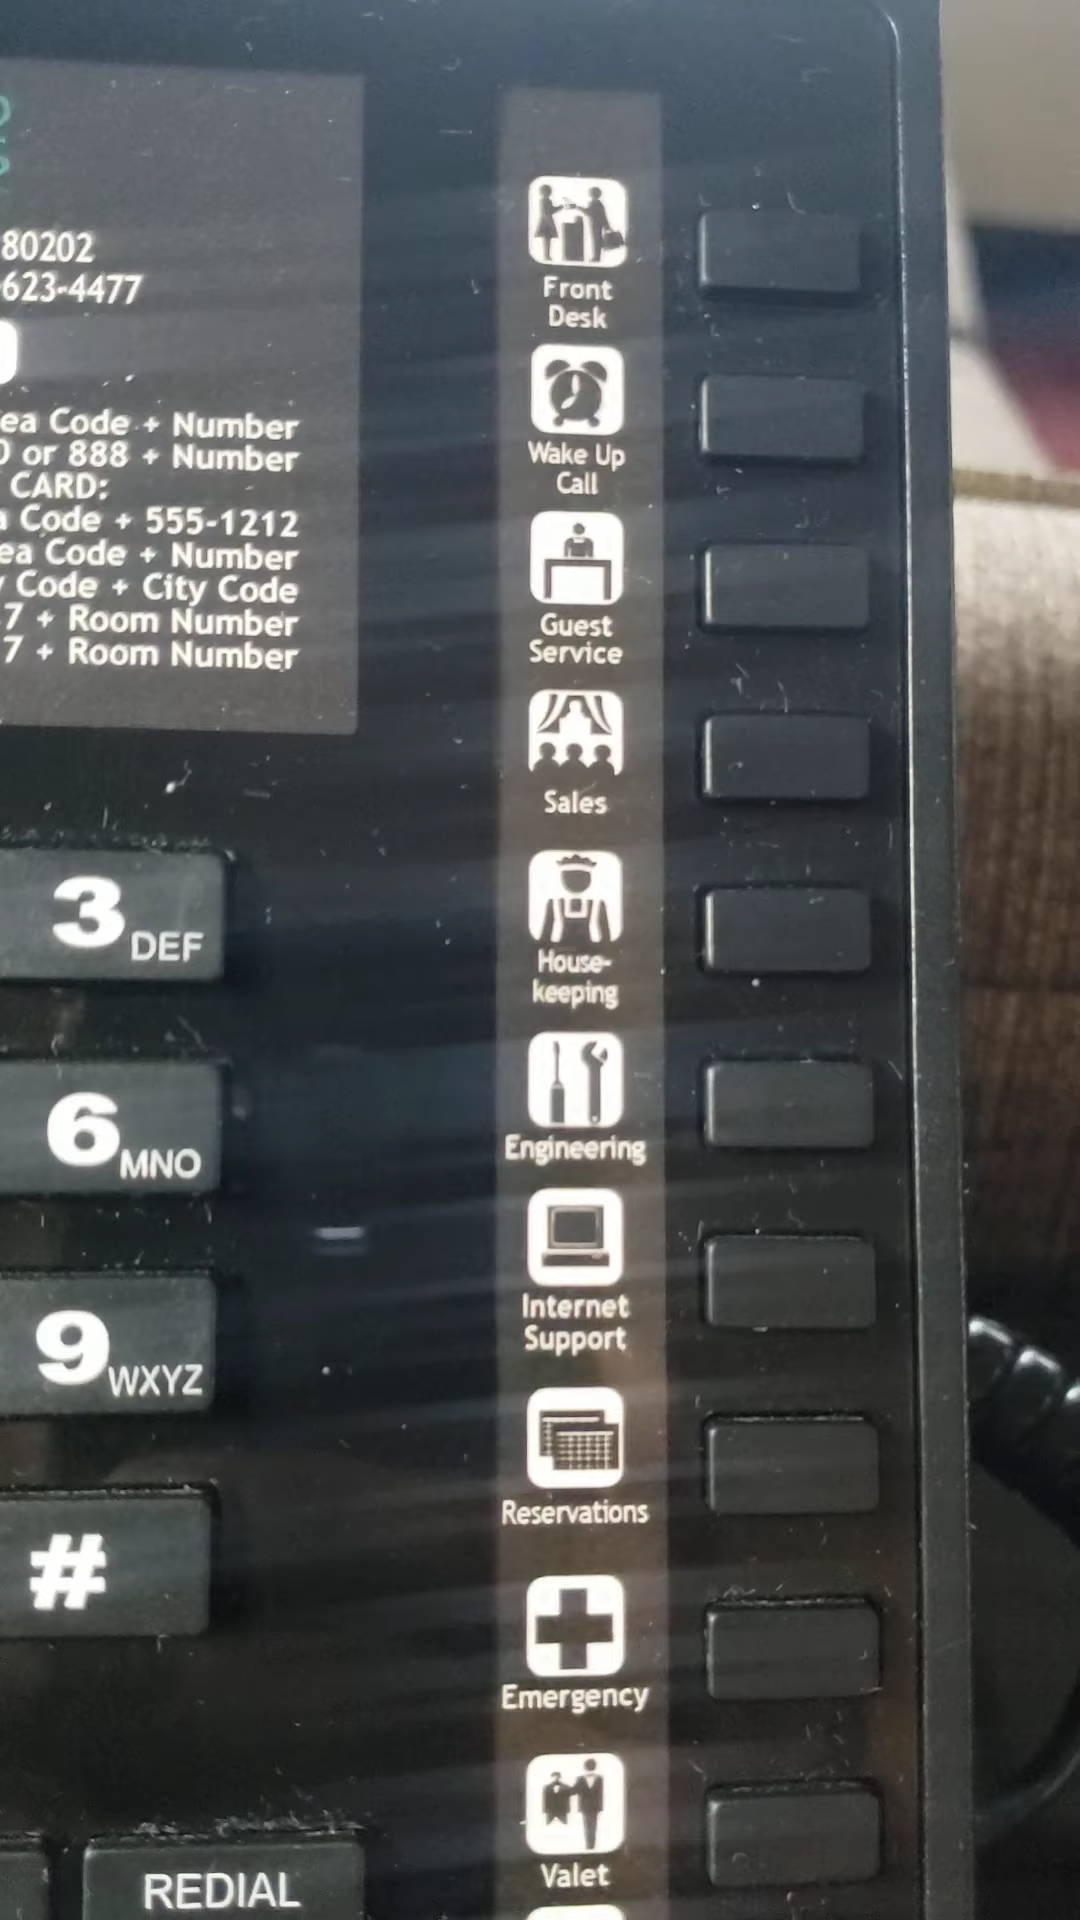 80202
-623-4477
ea Code + Number
0 or 888 + Number
CARD:
a Code + 555-1212
ea Code + Number
y Code + City Code
7 + Room Number
7 + Room Number
3 DEF
6 MNO
9 WXYZ
#
REDIAL
Front
Desk
Wake Up
Call
Guest
Service
Sales
House-
keeping
Engineering
Internet
Support
Reservations
Emergency
Valet